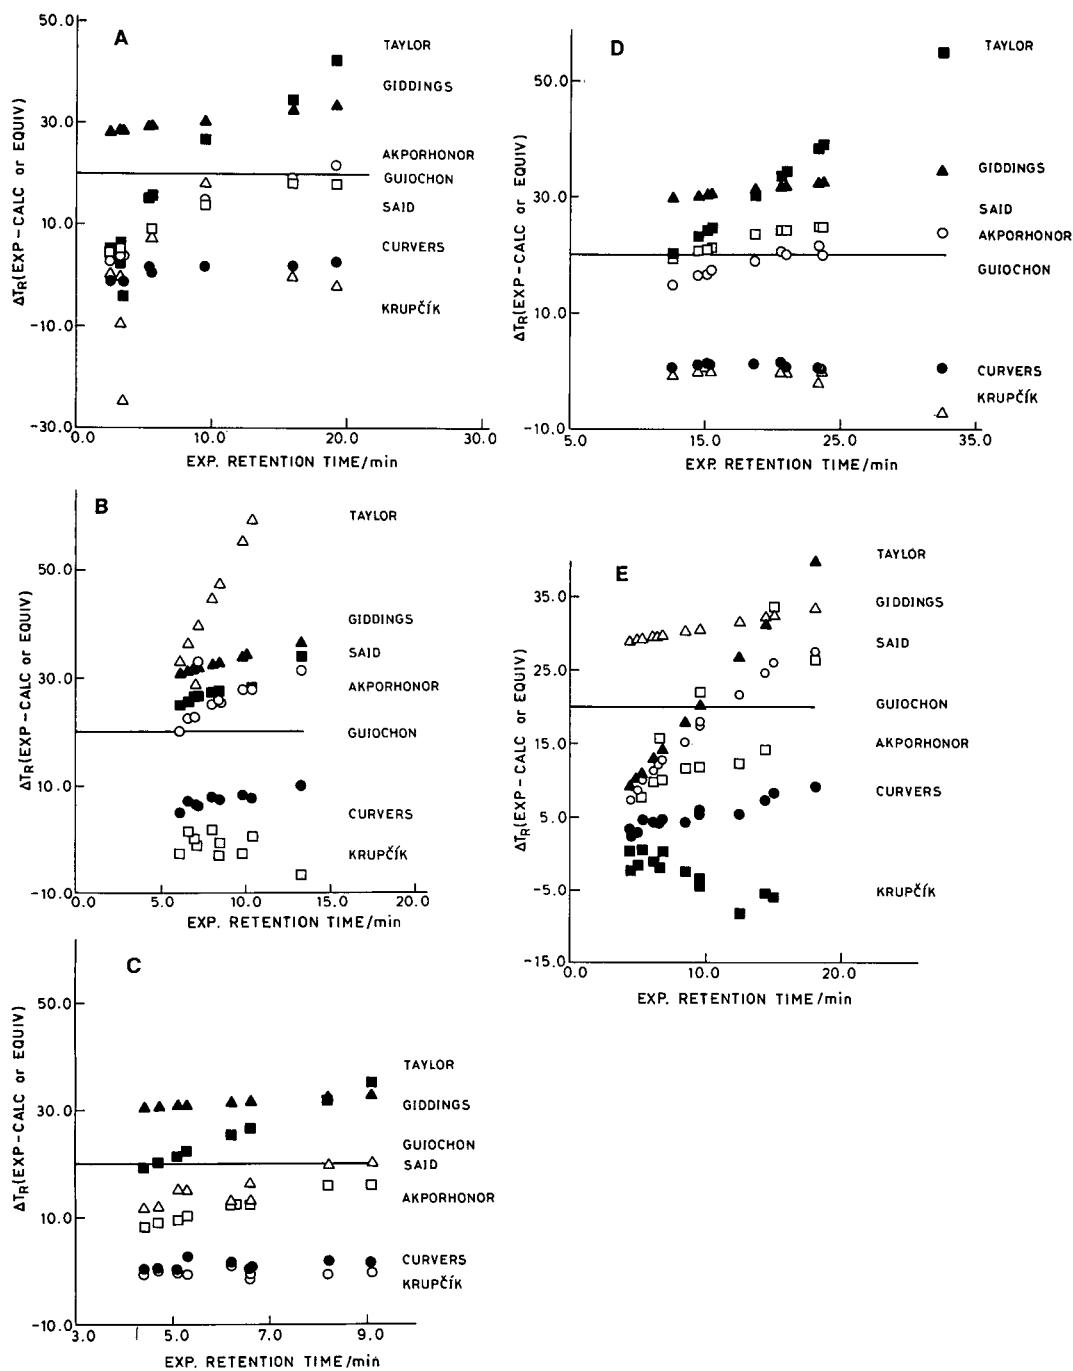 A
50.0
30.0
10.0
-10.0
-30.0
0.0
10.0
20.0
30.0
ΔTR(EXP-CALC or EQUIV)
EXP. RETENTION TIME/min
TAYLOR
GIDDINGS
AKPORHONOR
GUIOCHON
SAID
CURVERS
KRUPČÍK
D
50.0
30.0
10.0
-10.0
5.0
15.0
25.0
35.0
ΔTR(EXP-CALC or EQUIV)
EXP. RETENTION TIME/min
TAYLOR
GIDDINGS
SAID
AKPORHONOR
GUIOCHON
CURVERS
KRUPČÍK
B
50.0
30.0
10.0
-10.0
0.0
5.0
10.0
15.0
20.0
ΔTR(EXP-CALC or EQUIV)
EXP. RETENTION TIME/min
TAYLOR
GIDDINGS
SAID
AKPORHONOR
GUIOCHON
CURVERS
KRUPČÍK
E
35.0
25.0
15.0
5.0
-5.0
-15.0
0.0
10.0
20.0
ΔTR(EXP-CALC or EQUIV)
EXP. RETENTION TIME/min
TAYLOR
GIDDINGS
SAID
GUIOCHON
AKPORHONOR
CURVERS
KRUPČÍK
C
50.0
30.0
10.0
-10.0
3.0
5.0
7.0
9.0
ΔTR(EXP-CALC or EQUIV)
EXP. RETENTION TIME/min
TAYLOR
GIDDINGS
GUIOCHON
SAID
AKPORHONOR
CURVERS
KRUPČÍK